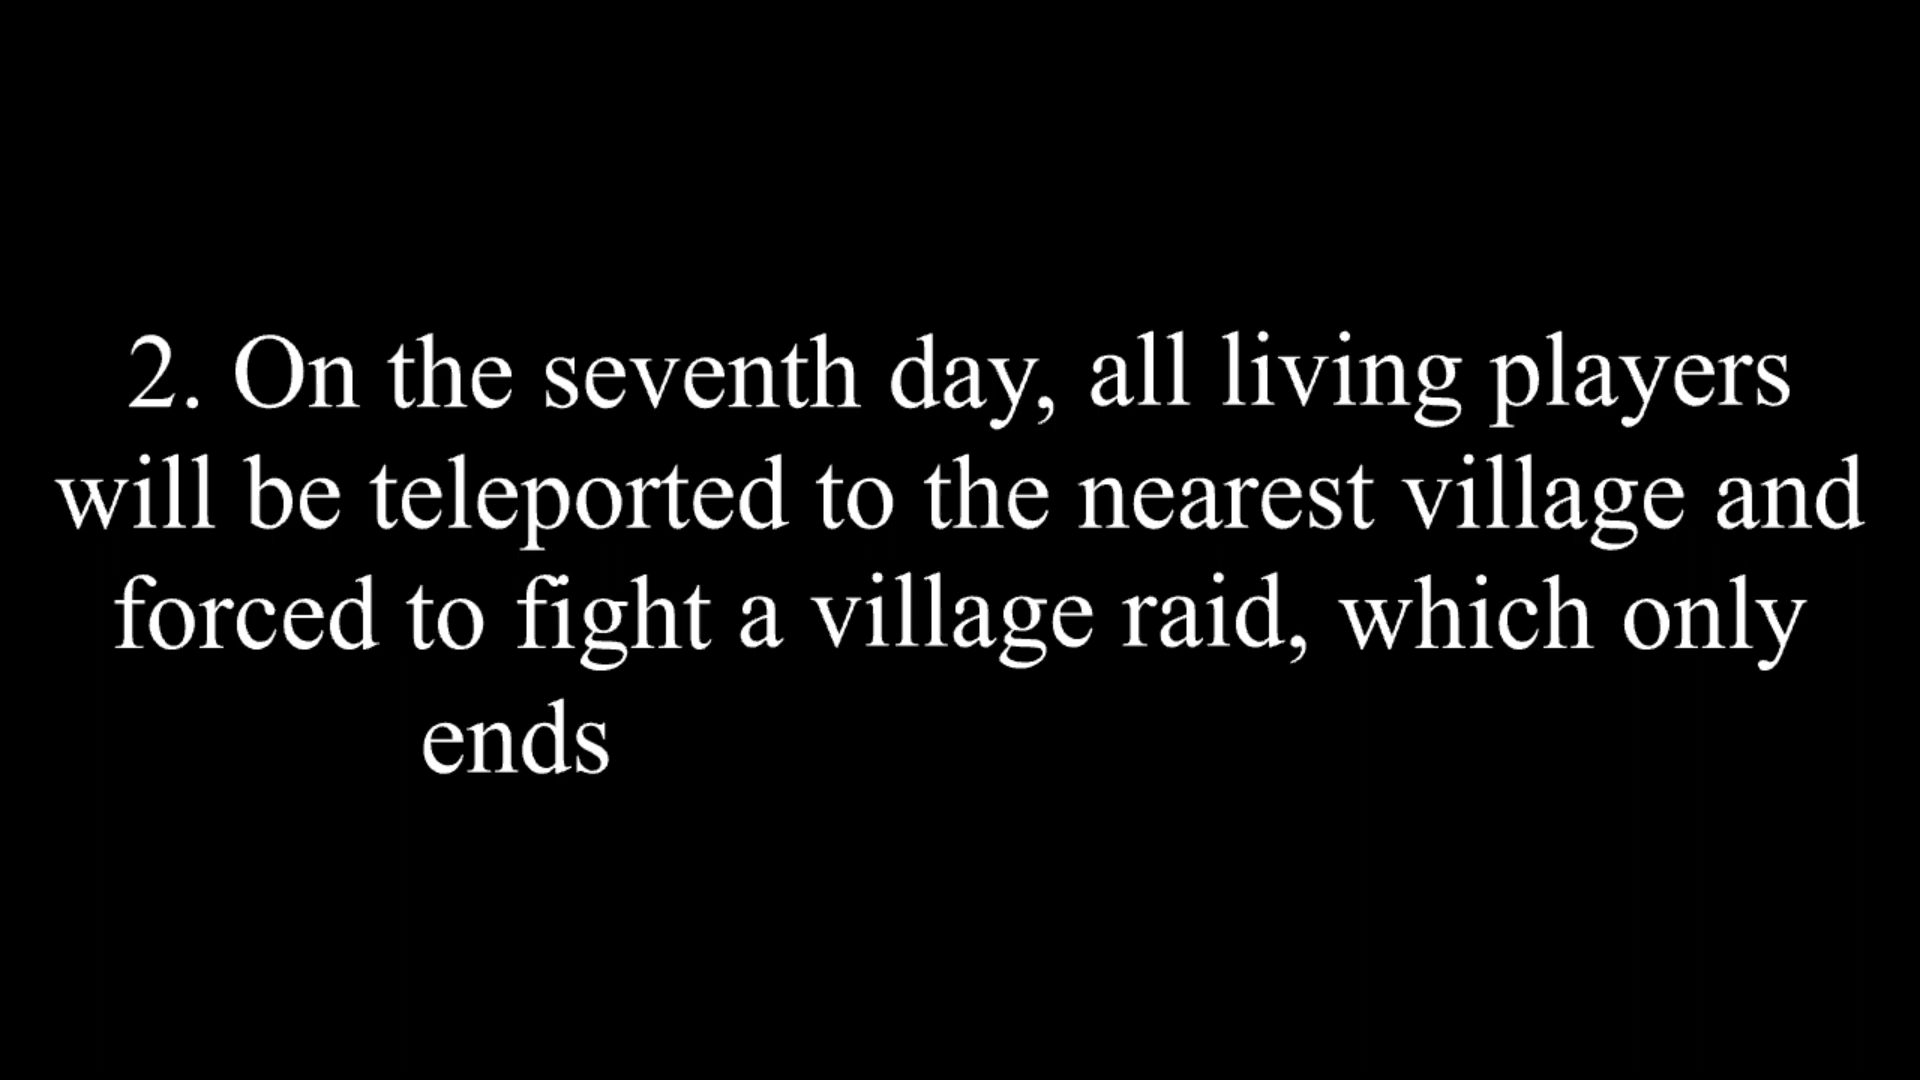 2. On the seventh day, all living players
will be teleported to the nearest village and
forced to fight a village raid, which only
ends